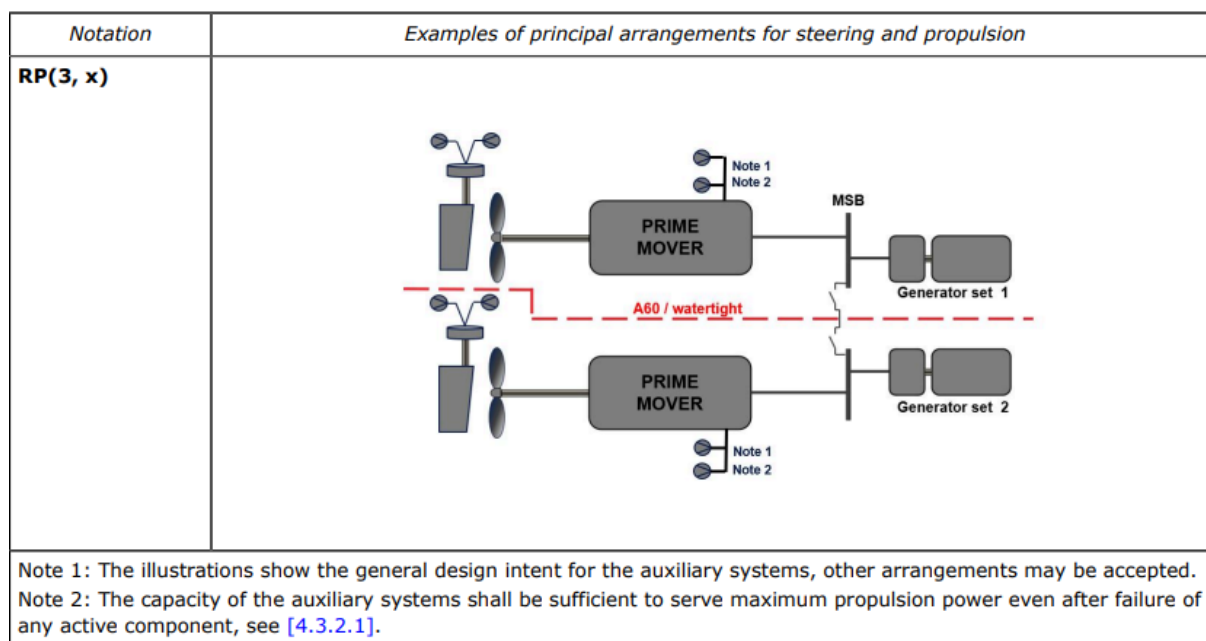 Notation
Examples of principal arrangements for steering and propulsion
RP(3, x)
Note 1
Note 2
MSB
PRIME
MOVER
Generator set 1
A60 / watertight
PRIME
MOVER
Generator set 2
Note 1
Note 2
Note 1: The illustrations show the general design intent for the auxiliary systems, other arrangements may be accepted.
Note 2: The capacity of the auxiliary systems shall be sufficient to serve maximum propulsion power even after failure of
any active component, see [4.3.2.1].